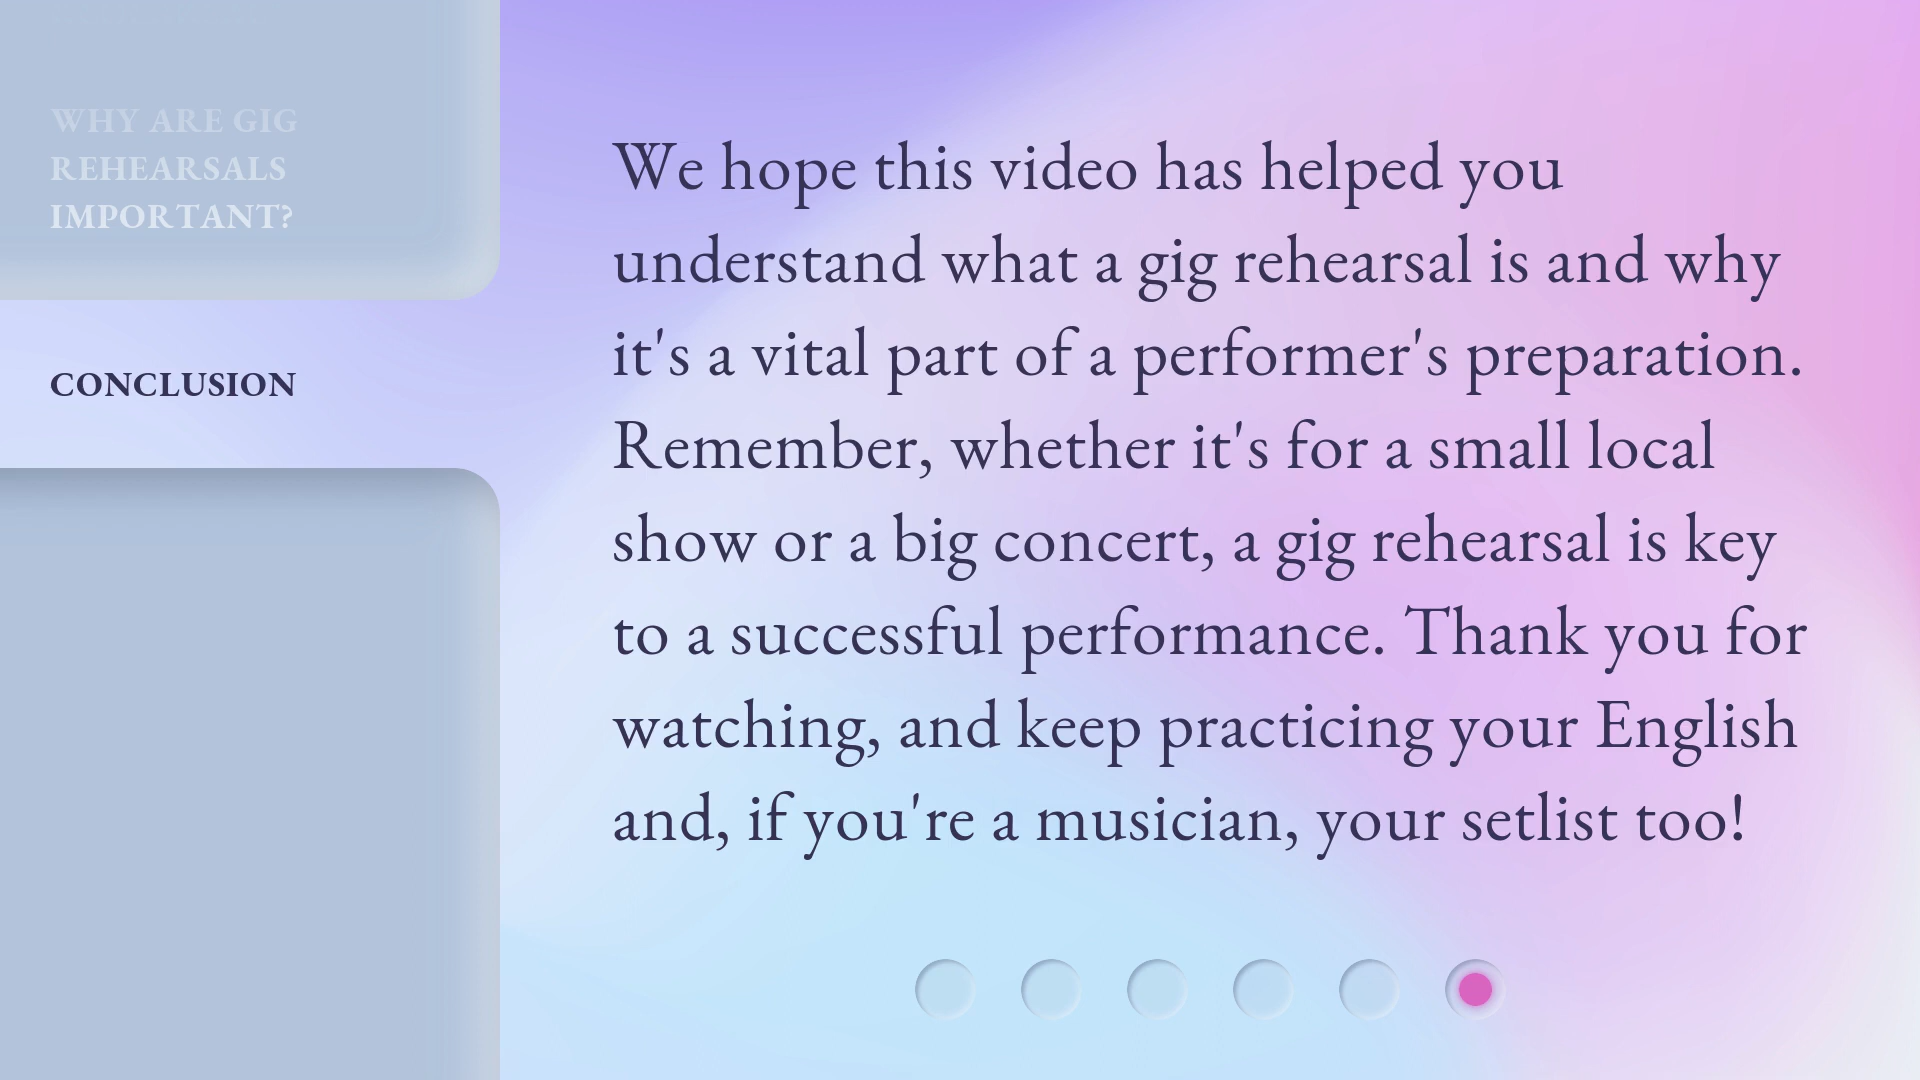 WHY ARE GIG
REHEARSALS
IMPORTANT?
CONCLUSION
We hope this video has helped you
understand what a gig rehearsal is and why
it's a vital part of a performer's preparation.
Remember, whether it's for a small local
show or a big concert, a gig rehearsal is key
to a successful performance. Thank you for
watching, and keep practicing your English
and, if you're a musician, your setlist too!